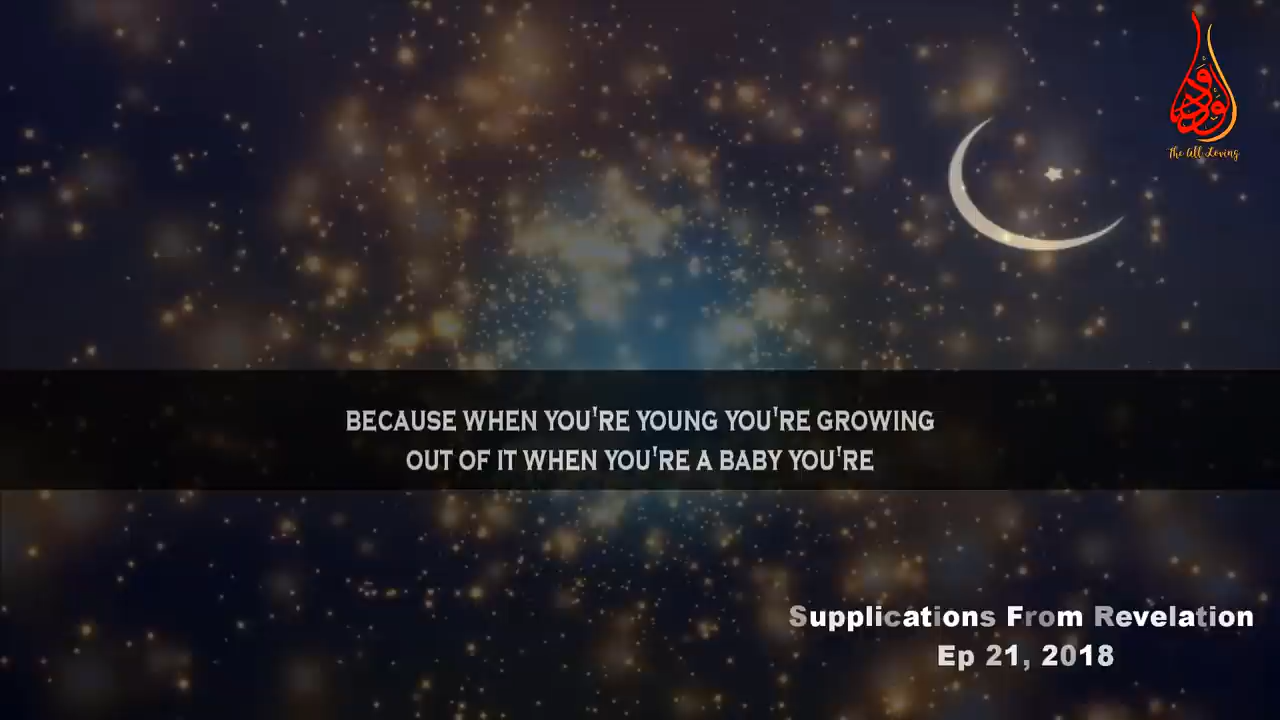 الودود
The All Loving
BECAUSE WHEN YOU'RE YOUNG YOU'RE GROWING
OUT OF IT WHEN YOU'RE A BABY YOU'RE
Supplications From Revelation
Ep 21, 2018